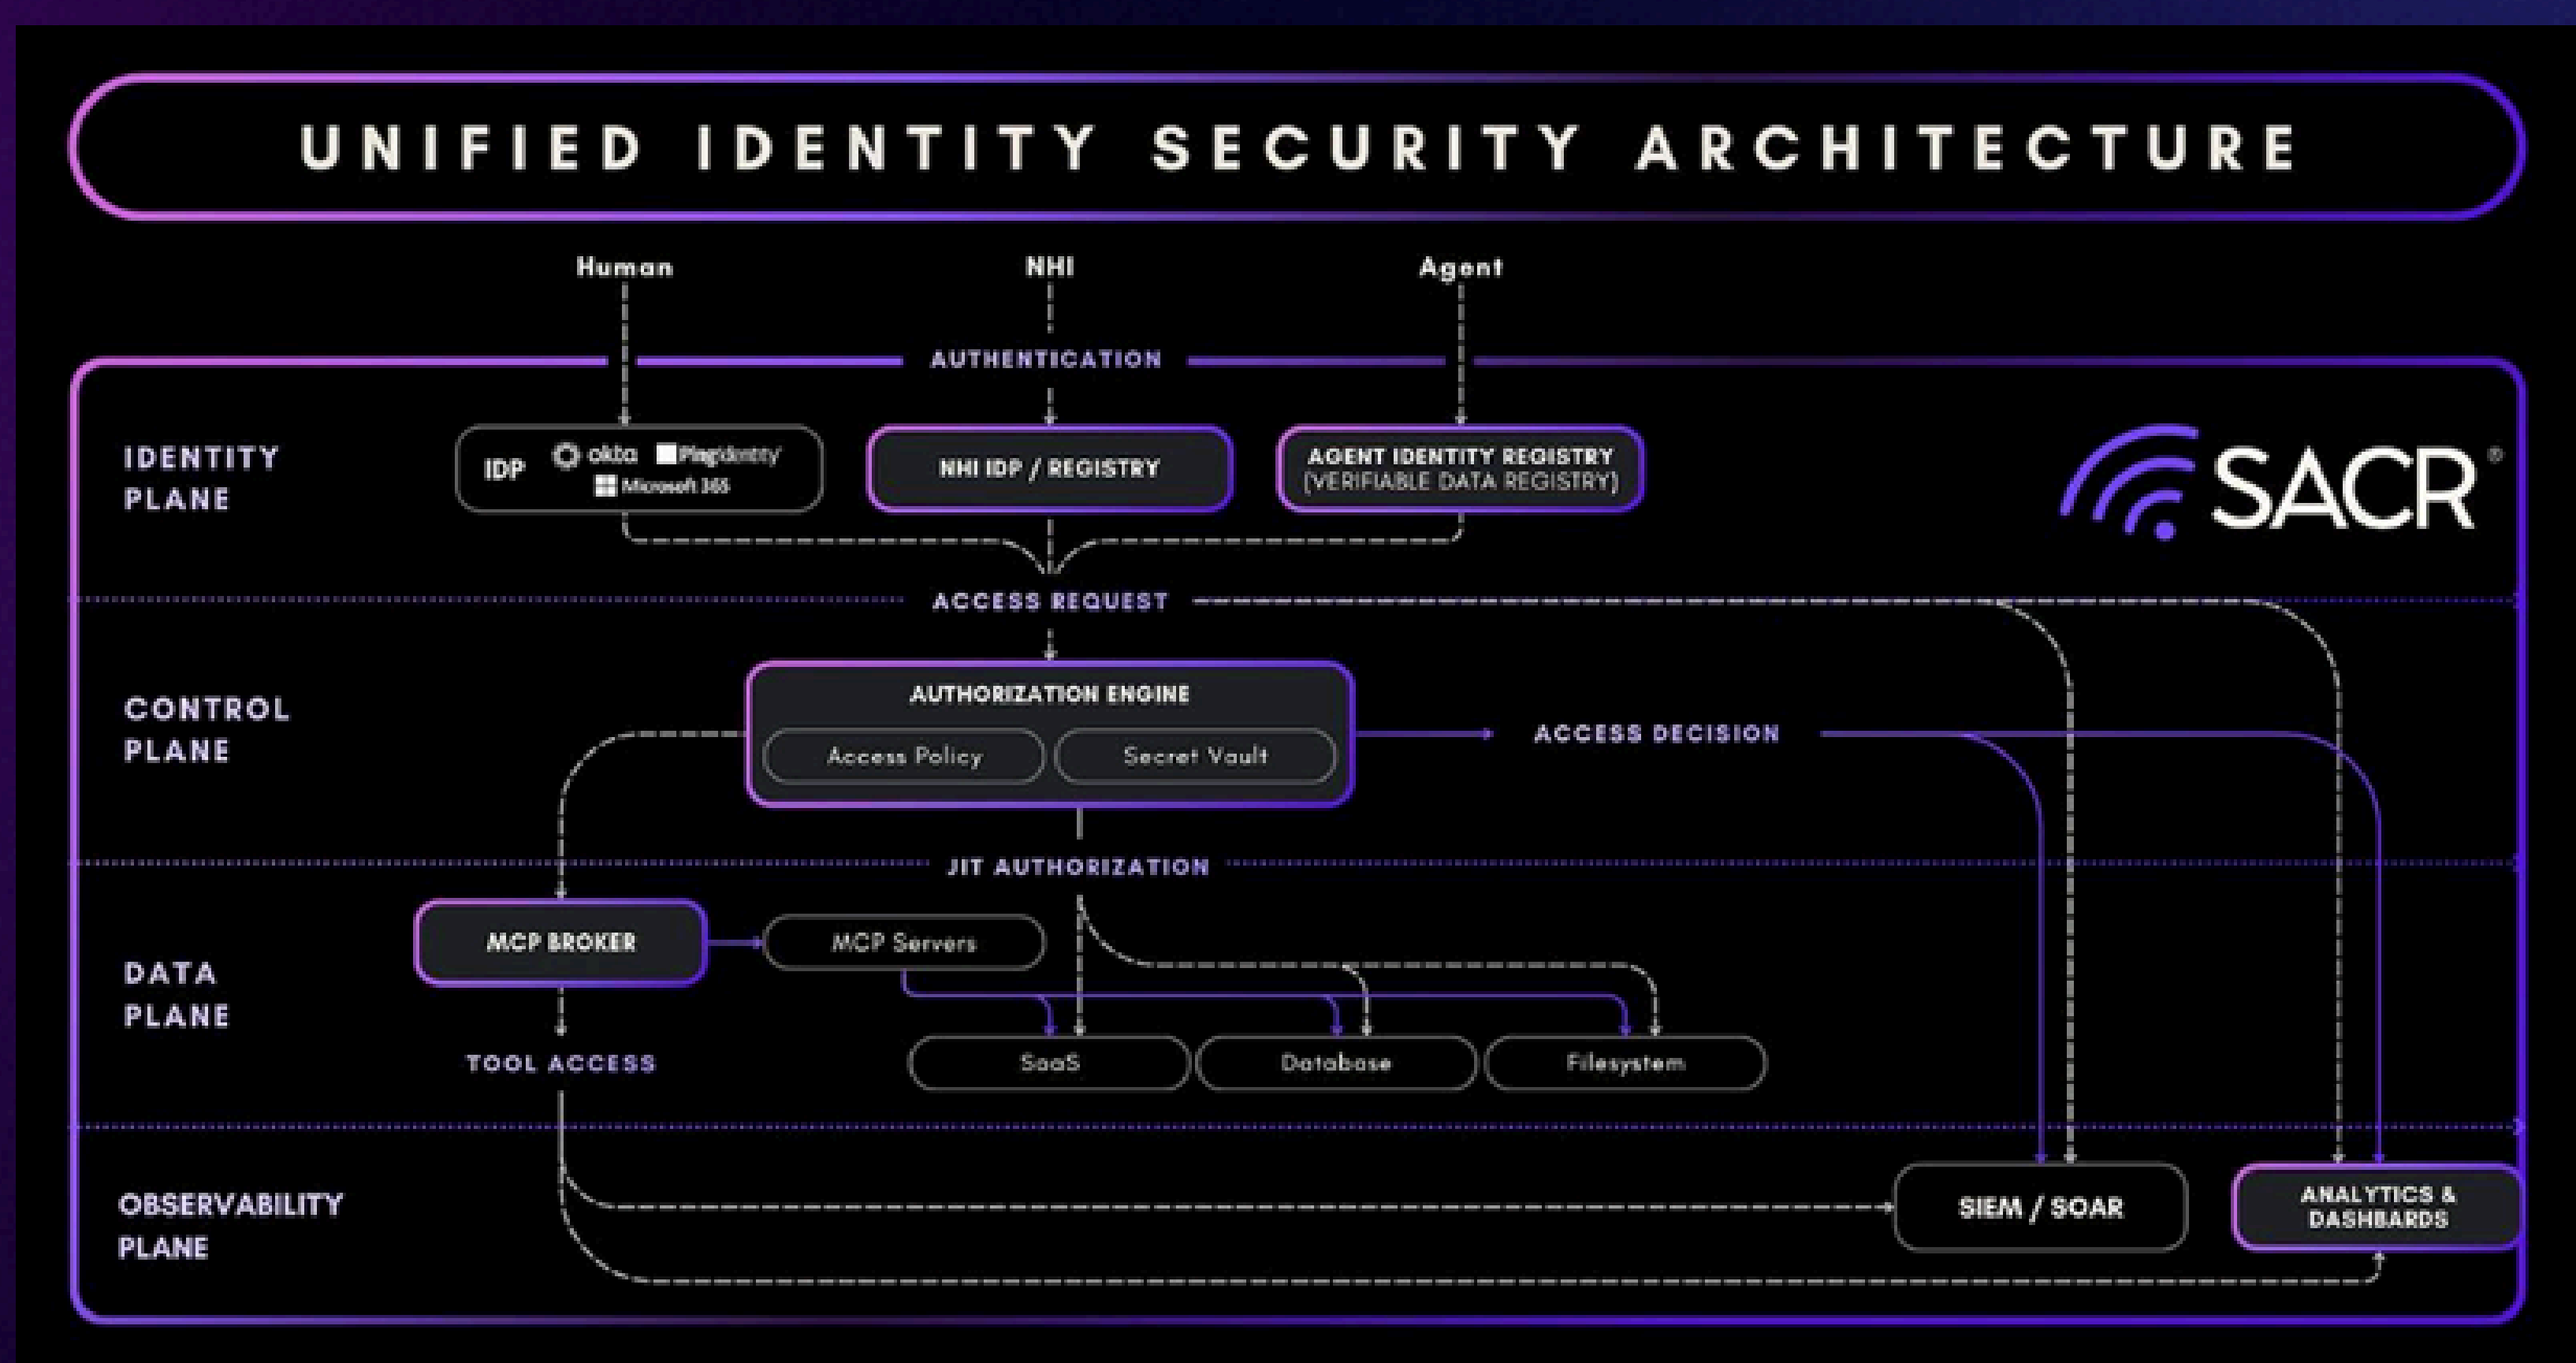 UNIFIED IDENTITY SECURITY ARCHITECTURE
Human
NHI
Agent
AUTHENTICATION
IDENTITY
PLANE
IDP
okta
PingIdentity
Microsoft 365
NHI IDP / REGISTRY
AGENT IDENTITY REGISTRY
(VERIFIABLE DATA REGISTRY)
SACR®
ACCESS REQUEST
CONTROL
PLANE
AUTHORIZATION ENGINE
Access Policy
Secret Vault
ACCESS DECISION
JIT AUTHORIZATION
DATA
PLANE
MCP BROKER
MCP Servers
TOOL ACCESS
SaaS
Database
Filesystem
OBSERVABILITY
PLANE
SIEM / SOAR
ANALYTICS &
DASHBARDS